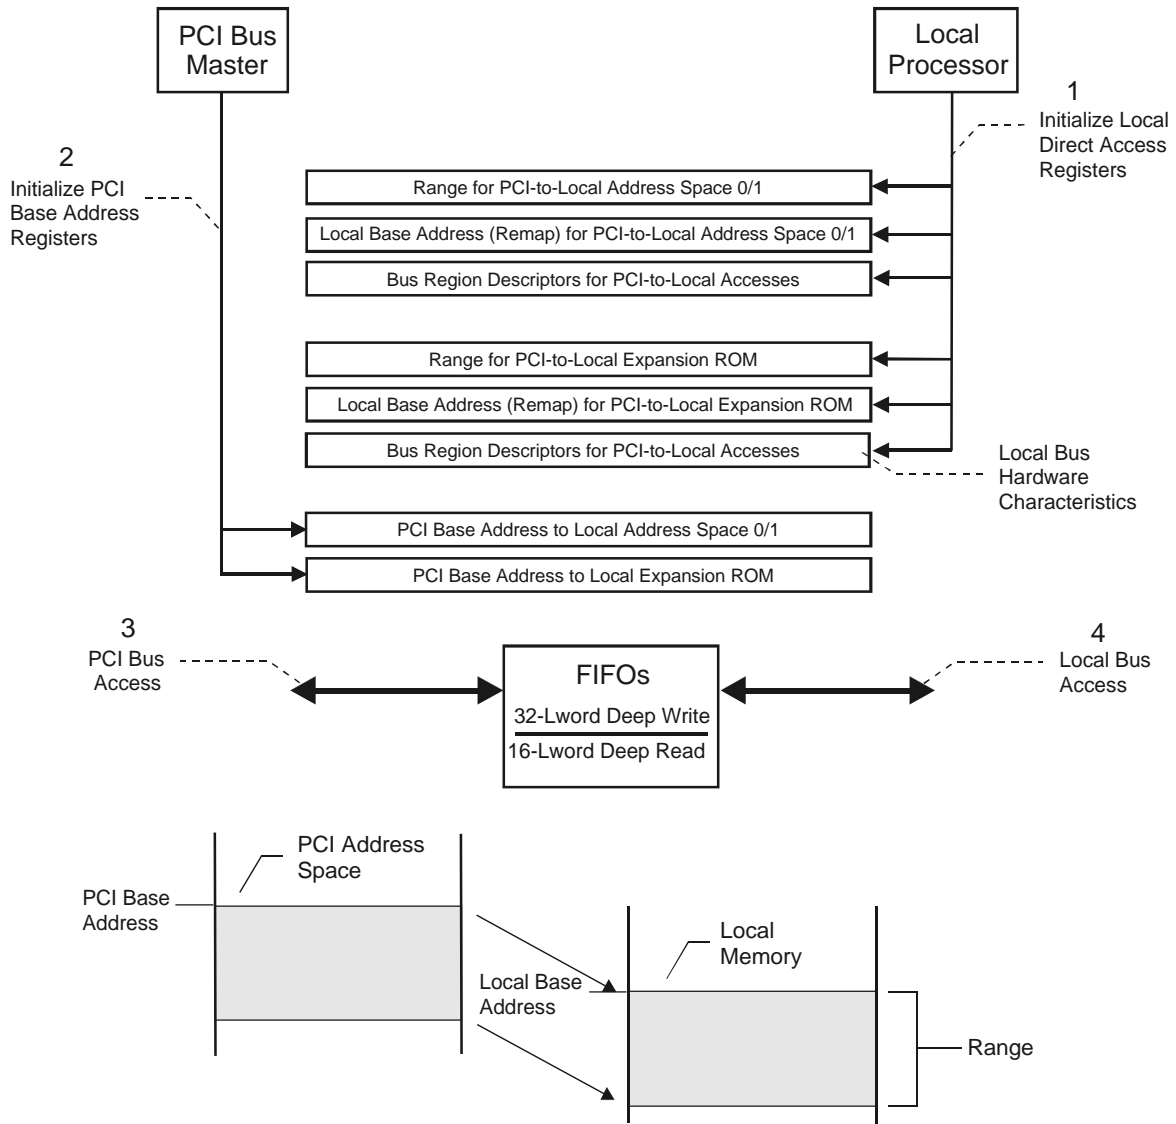 PCI Bus
Master
Local
Processor
1
Initialize Local
Direct Access
Registers
2
Initialize PCI
Base Address
Registers
Range for PCI-to-Local Address Space 0/1
Local Base Address (Remap) for PCI-to-Local Address Space 0/1
Bus Region Descriptors for PCI-to-Local Accesses
Range for PCI-to-Local Expansion ROM
Local Base Address (Remap) for PCI-to-Local Expansion ROM
Bus Region Descriptors for PCI-to-Local Accesses
Local Bus
Hardware
Characteristics
PCI Base Address to Local Address Space 0/1
PCI Base Address to Local Expansion ROM
3
PCI Bus
Access
FIFOs
32-Lword Deep Write
16-Lword Deep Read
4
Local Bus
Access
PCI Address
Space
PCI Base
Address
Local
Memory
Local Base
Address
Range